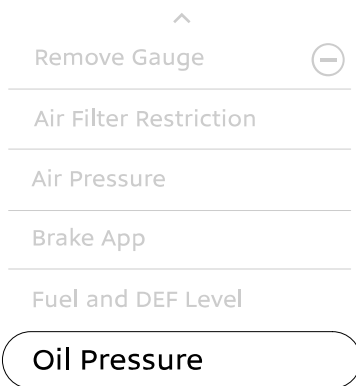 Remove Gauge
Air Filter Restriction
Air Pressure
Brake App
Fuel and DEF Level
Oil Pressure